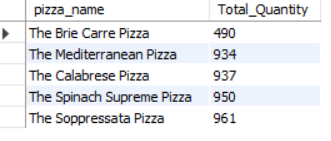 pizza_name Total_Quantity
The Brie Carre Pizza 490
The Mediterranean Pizza 934
The Calabrese Pizza 937
The Spinach Supreme Pizza 950
The Soppressata Pizza 961